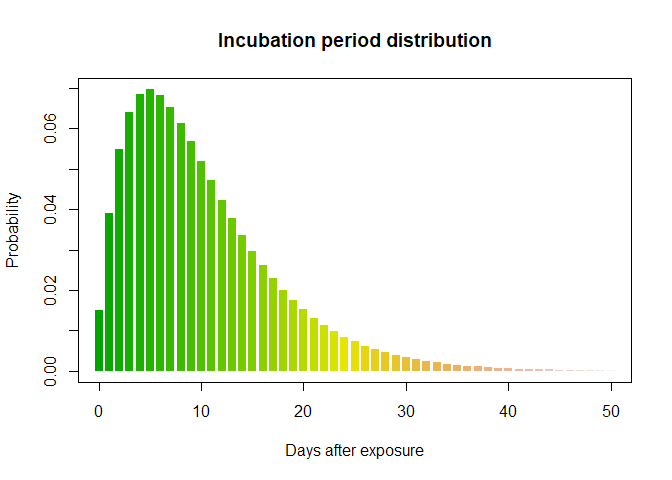 Incubation period distribution
Probability
0.06
0.04
0.02
0.00
0 10 20 30 40 50
Days after exposure